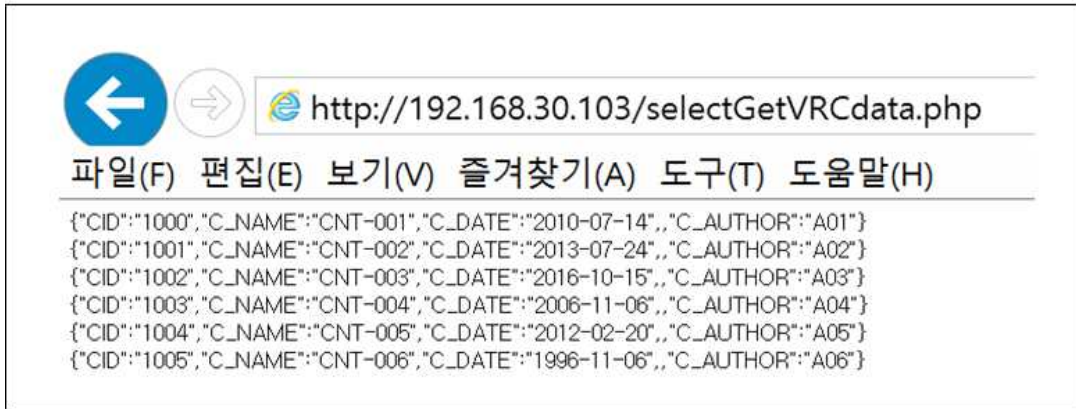 http://192.168.30.103/selectGetVRCdata.php
파일(F) 편집(E) 보기(V) 즐겨찾기(A) 도구(T) 도움말(H)
{"CID":"1000","C_NAME":"CNT-001","C_DATE":"2010-07-14",,"C_AUTHOR":"A01"}
{"CID":"1001","C_NAME":"CNT-002","C_DATE":"2013-07-24",,"C_AUTHOR":"A02"}
{"CID":"1002","C_NAME":"CNT-003","C_DATE":"2016-10-15",,"C_AUTHOR":"A03"}
{"CID":"1003","C_NAME":"CNT-004","C_DATE":"2006-11-06",,"C_AUTHOR":"A04"}
{"CID":"1004","C_NAME":"CNT-005","C_DATE":"2012-02-20",,"C_AUTHOR":"A05"}
{"CID":"1005","C_NAME":"CNT-006","C_DATE":"1996-11-06",,"C_AUTHOR":"A06"}